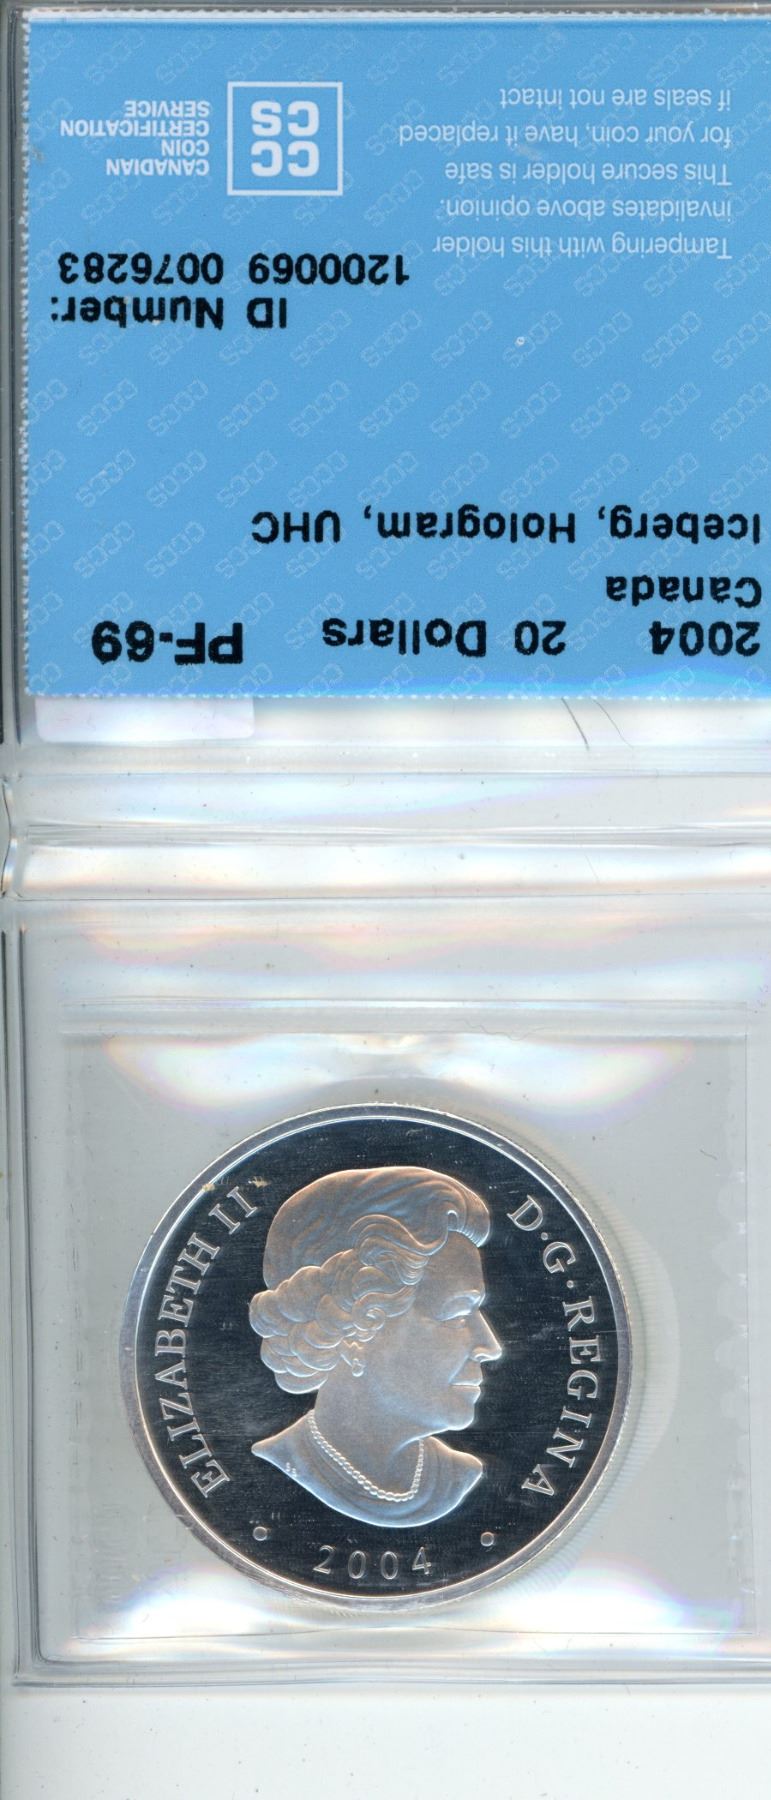 2004 20 Dollars PF-69
Canada
Iceberg, Hologram, UHC
ID Number:
1200069 0076283
Tampering with this holder
invalidates above opinion.
This secure holder is safe
for your coin, have it replaced
if seals are not intact
CC
CS
CANADIAN
COIN
CERTIFICATION
SERVICE
ELIZABETH II D·G·REGINA
2004